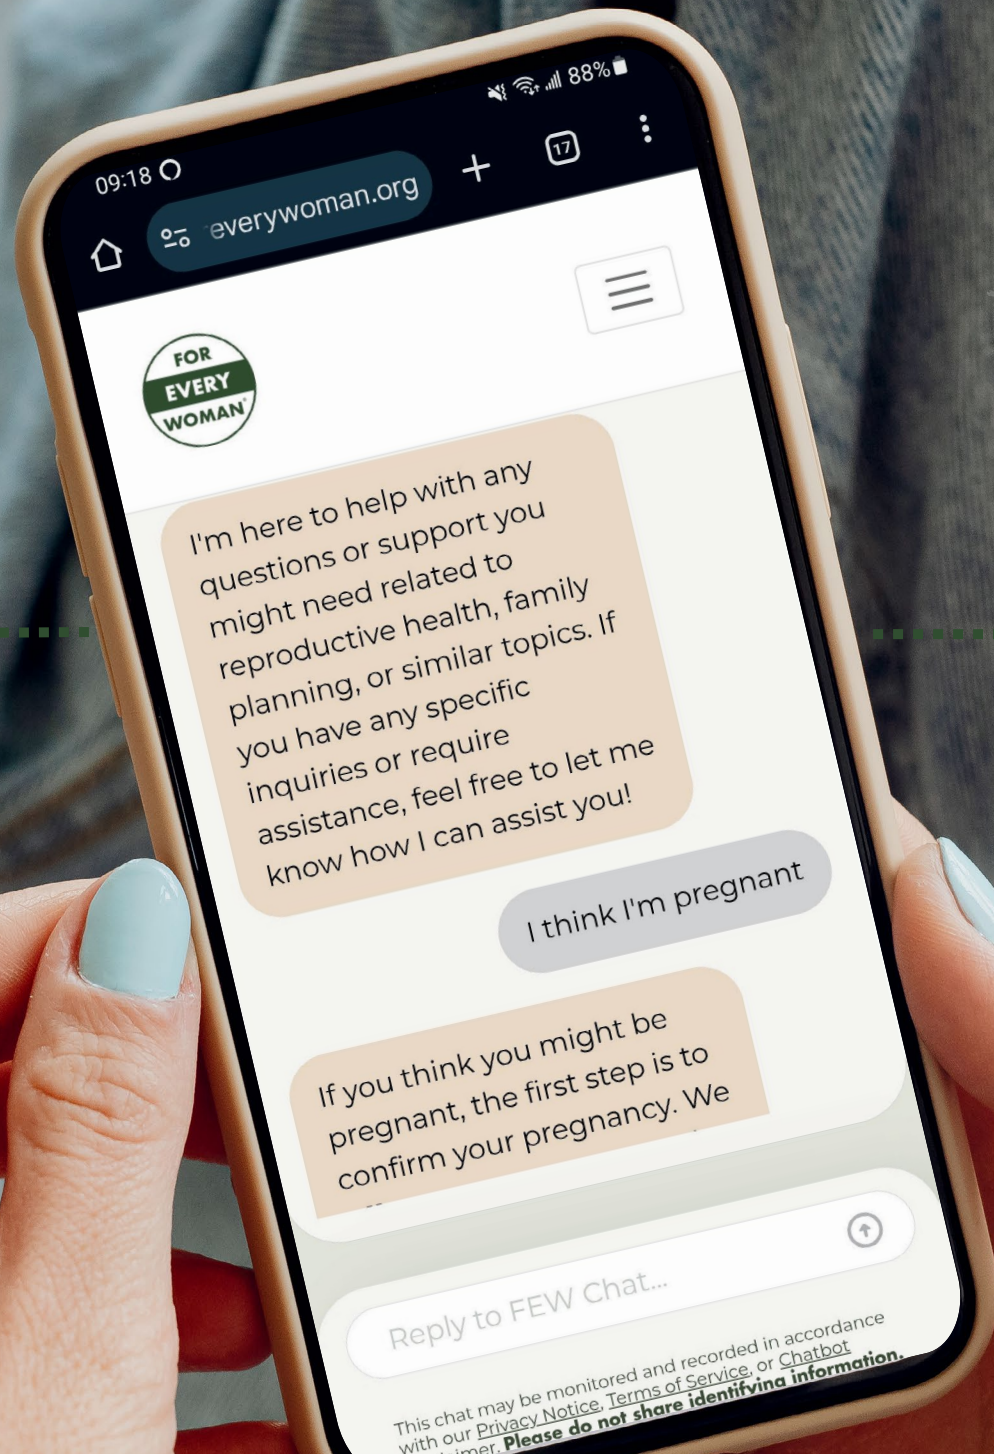 09:18
88%
everywoman.org
17
FOR
EVERY
WOMAN
I'm here to help with any
questions or support you
might need related to
reproductive health, family
planning, or similar topics. If
you have any specific
inquiries or require
assistance, feel free to let me
know how I can assist you!
I think I'm pregnant
If you think you might be
pregnant, the first step is to
confirm your pregnancy. We
Reply to FEW Chat...
This chat may be monitored and recorded in accordance
with our Privacy Notice, Terms of Service, or Chatbot
Please do not share identifying information.